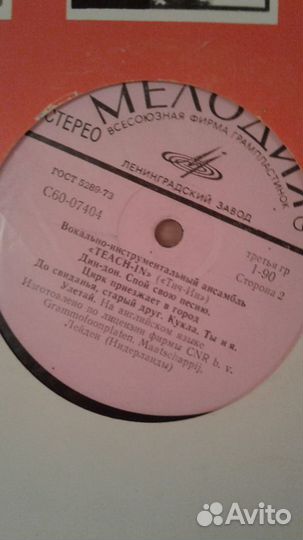 МЕЛОДИЯ
СТЕРЕО
ВСЕСОЮЗНАЯ ФИРМА ГРАМПЛАСТИНОК
ЛЕНИНГРАДСКИЙ ЗАВОД
ГОСТ 5289-73
С60-07404
третья гр
1-90
Сторона 2
Вокально-инструментальный ансамбль
«TEACH-IN» («Тич-Ин»)
Дин-дон. Спой свою песню.
Цирк приезжает в город
До свиданья, старый друг. Кукла. Ты и я.
Улетай. На английском языке
Изготовлено по лицензии фирмы CNR b. v.
Grammofoonplaten, Maatschappij,
Лейден (Нидерланды)
Avito